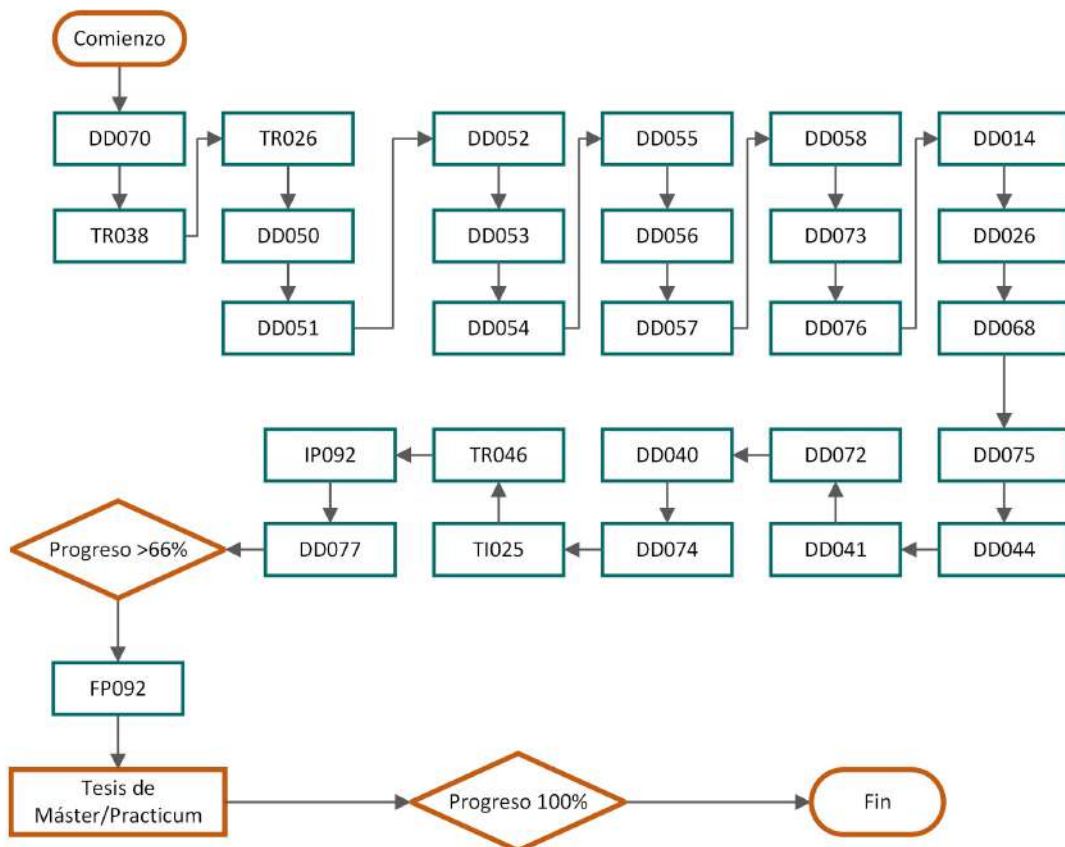 Comienzo
DD070
TR038
TR026
DD050
DD051
DD052
DD053
DD054
DD055
DD056
DD057
DD058
DD073
DD076
DD014
DD026
DD068
DD075
DD044
DD041
DD072
DD040
DD074
TI025
TR046
IP092
DD077
Progreso >66%
FP092
Tesis de
Máster/Practicum
Progreso 100%
Fin